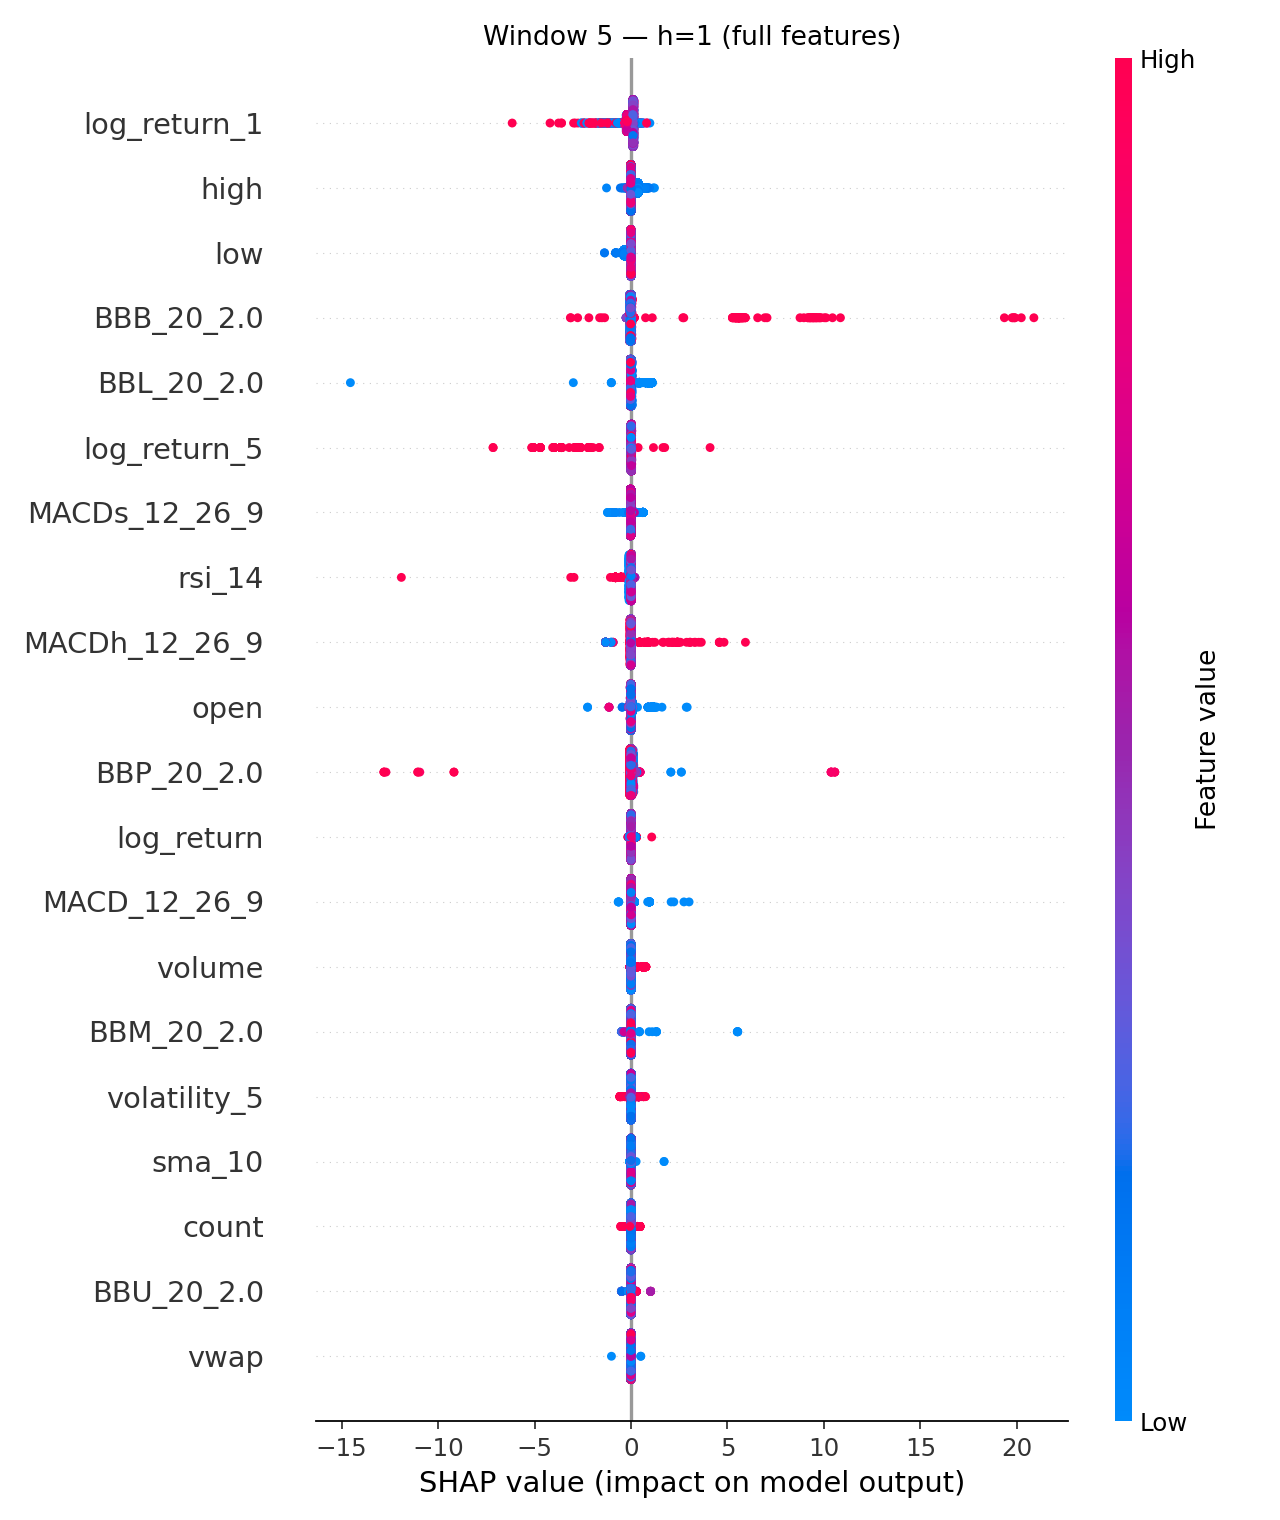 Window 5 — h=1 (full features)
High
log_return_1
high
low
BBB_20_2.0
BBL_20_2.0
log_return_5
MACDs_12_26_9
rsi_14
MACDh_12_26_9
open
BBP_20_2.0
log_return
MACD_12_26_9
volume
BBM_20_2.0
volatility_5
sma_10
count
BBU_20_2.0
vwap
Feature value
Low
−15 −10 −5 0 5 10 15 20
SHAP value (impact on model output)